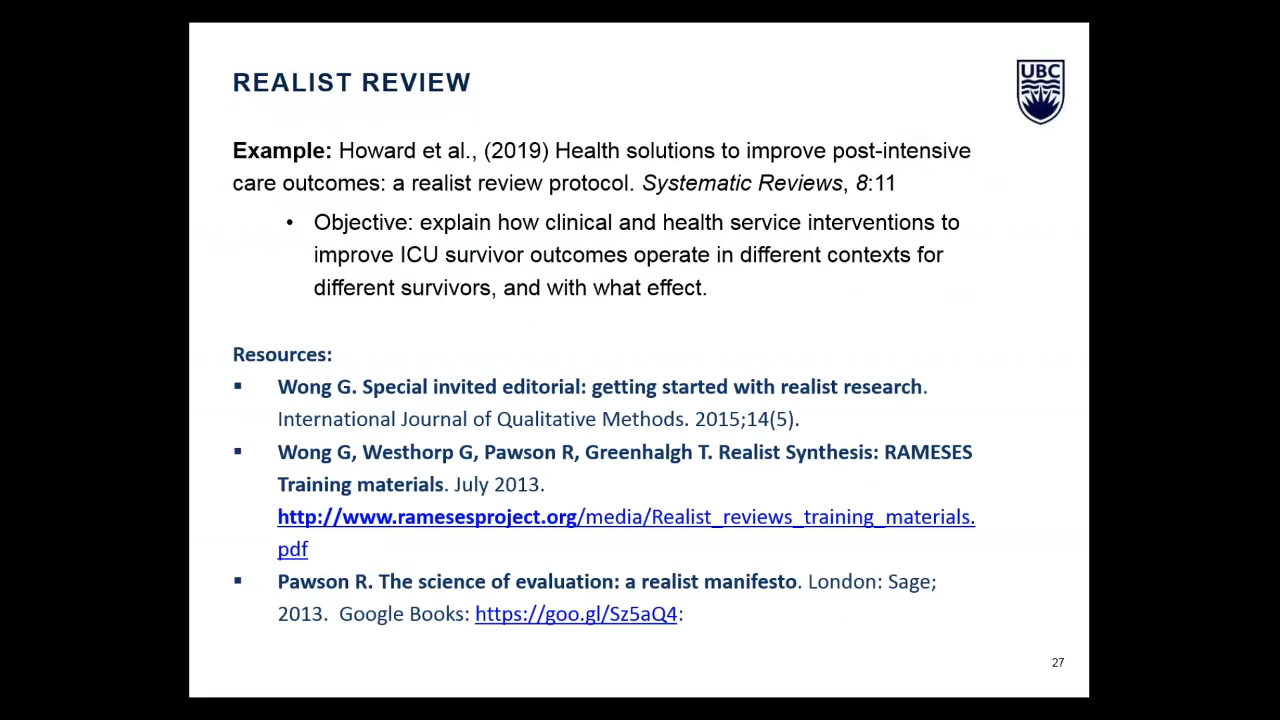 REALIST REVIEW
UBC
Example: Howard et al., (2019) Health solutions to improve post-intensive
care outcomes: a realist review protocol. Systematic Reviews, 8:11
• Objective: explain how clinical and health service interventions to
improve ICU survivor outcomes operate in different contexts for
different survivors, and with what effect.
Resources:
▪ Wong G. Special invited editorial: getting started with realist research.
International Journal of Qualitative Methods. 2015;14(5).
▪ Wong G, Westhorp G, Pawson R, Greenhalgh T. Realist Synthesis: RAMESES
Training materials. July 2013.
http://www.ramesesproject.org/media/Realist_reviews_training_materials.
pdf
▪ Pawson R. The science of evaluation: a realist manifesto. London: Sage;
2013. Google Books: https://goo.gl/Sz5aQ4:
27